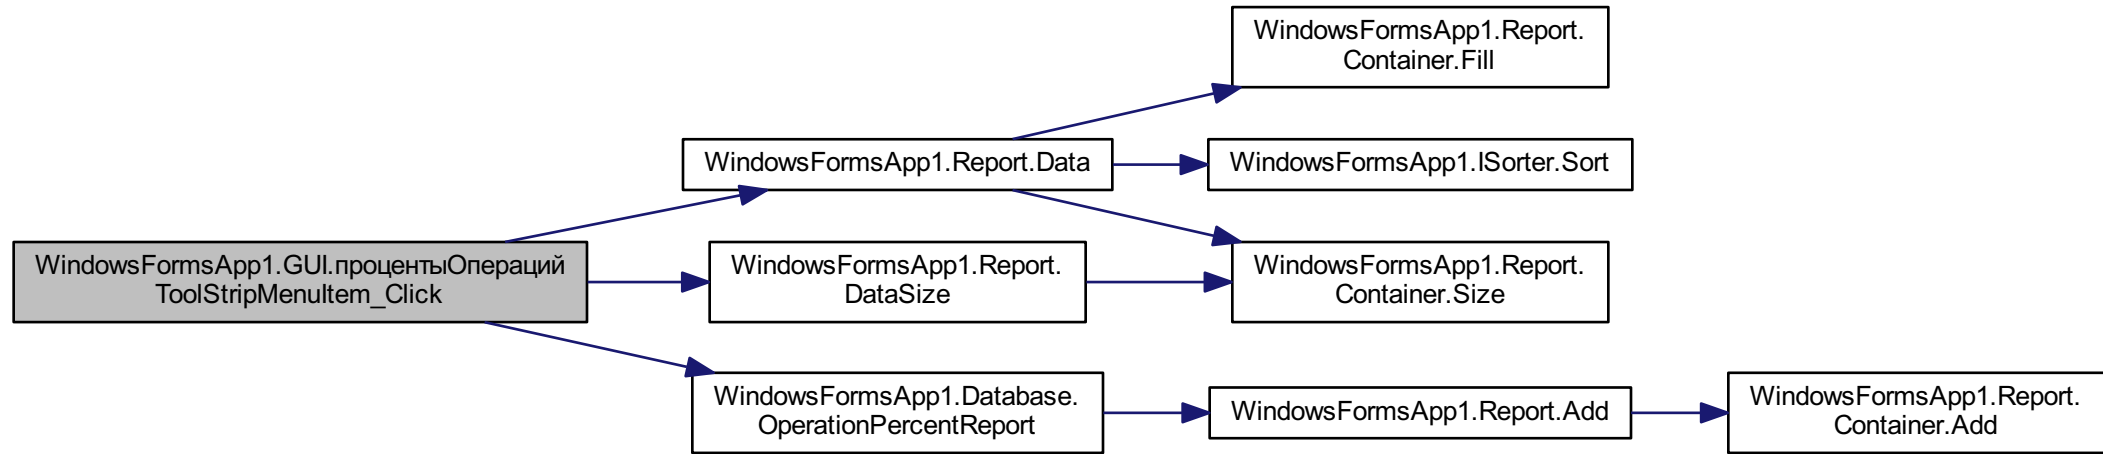 WindowsFormsApp1.GUI.процентыОпераций
ToolStripMenuItem_Click
WindowsFormsApp1.Report.Data
WindowsFormsApp1.Report.
DataSize
WindowsFormsApp1.Database.
OperationPercentReport
WindowsFormsApp1.Report.
Container.Fill
WindowsFormsApp1.ISorter.Sort
WindowsFormsApp1.Report.
Container.Size
WindowsFormsApp1.Report.Add
WindowsFormsApp1.Report.
Container.Add